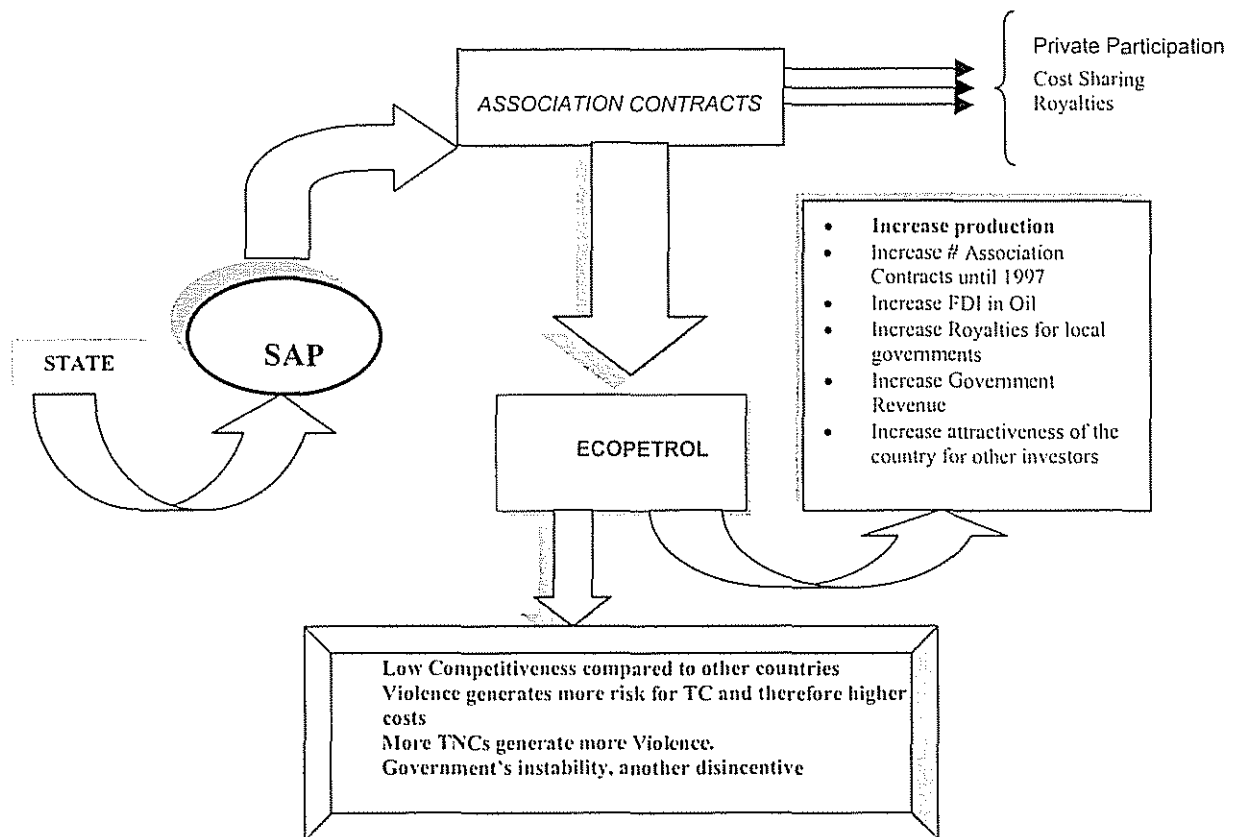 Private Participation
Cost Sharing
Royalties
ASSOCIATION CONTRACTS
• Increase production
• Increase # Association
Contracts until 1997
• Increase FDI in Oil
• Increase Royalties for local
governments
• Increase Government
Revenue
• Increase attractiveness of the
country for other investors
STATE
SAP
ECOPETROL
Low Competitiveness compared to other countries
Violence generates more risk for TC and therefore higher
costs
More TNCs generate more Violence.
Government's instability, another disincentive